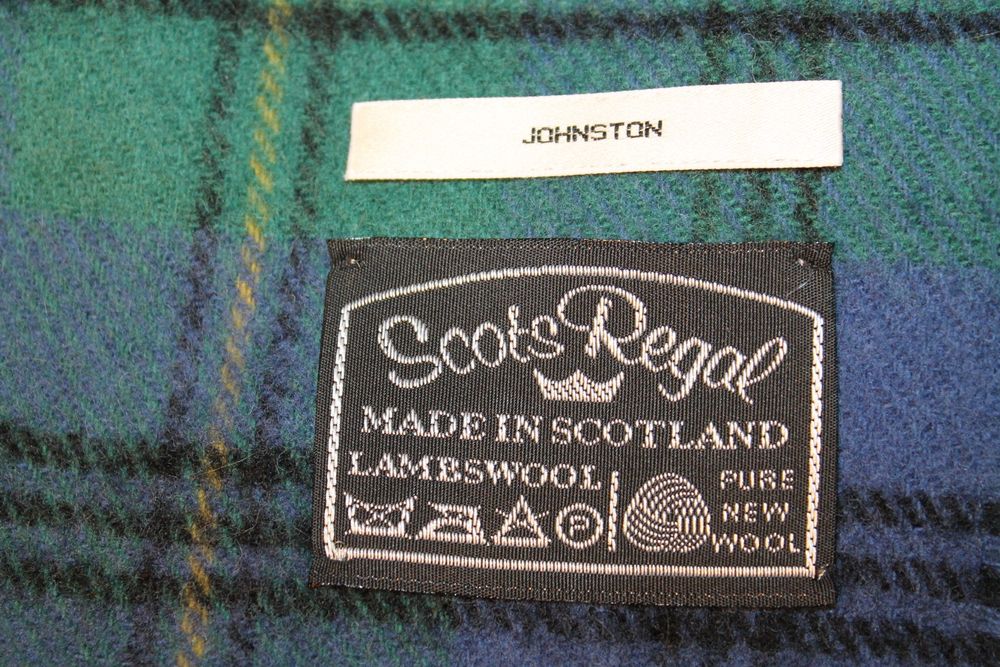 JOHNSTON
Scots Regal
MADE IN SCOTLAND
LAMBSWOOL
P
PURE
NEW
WOOL